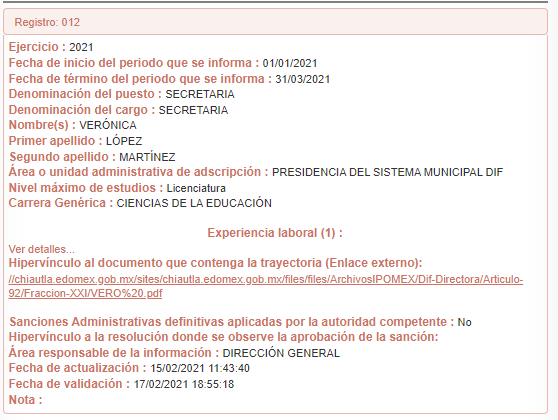 Registro: 012
Ejercicio : 2021
Fecha de inicio del periodo que se informa : 01/01/2021
Fecha de término del periodo que se informa : 31/03/2021
Denominación del puesto : SECRETARIA
Denominación del cargo : SECRETARIA
Nombre(s) : VERÓNICA
Primer apellido : LÓPEZ
Segundo apellido : MARTÍNEZ
Área o unidad administrativa de adscripción : PRESIDENCIA DEL SISTEMA MUNICIPAL DIF
Nivel máximo de estudios : Licenciatura
Carrera Genérica : CIENCIAS DE LA EDUCACIÓN
Experiencia laboral (1) :
Ver detalles...
Hipervínculo al documento que contenga la trayectoria (Enlace externo):
//chiautla.edomex.gob.mx/sites/chiautla.edomex.gob.mx/files/files/ArchivosIPOMEX/Dif-Directora/Articulo-
92/Fraccion-XXI/VERO%20.pdf
Sanciones Administrativas definitivas aplicadas por la autoridad competente : No
Hipervínculo a la resolución donde se observe la aprobación de la sanción:
Área responsable de la información : DIRECCIÓN GENERAL
Fecha de actualización : 15/02/2021 11:43:40
Fecha de validación : 17/02/2021 18:55:18
Nota :